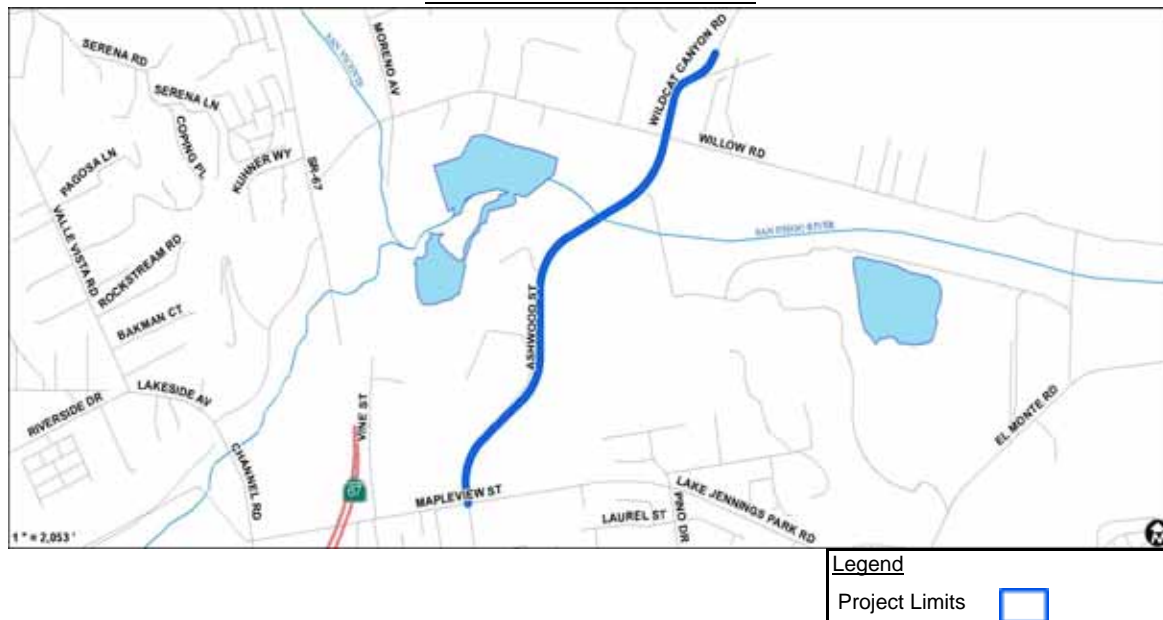 SERENA RD
SERENA LN
COPING PL
PAGOSA LN
KUHNER WY
SR-67
SAN VICENTE
MORENO AV
WILDCAT CANYON RD
WILLOW RD
VALLE VISTA RD
ROCKSTREAM RD
BAKMAN CT
SAN DIEGO RIVER
ASHWOOD ST
RIVERSIDE DR
LAKESIDE AV
CHANNEL RD
VINE ST
67
MAPLEVIEW ST
LAUREL ST
PINO DR
LAKE JENNINGS PARK RD
EL MONTE RD
1 " = 2,053 '
N
Legend
Project Limits